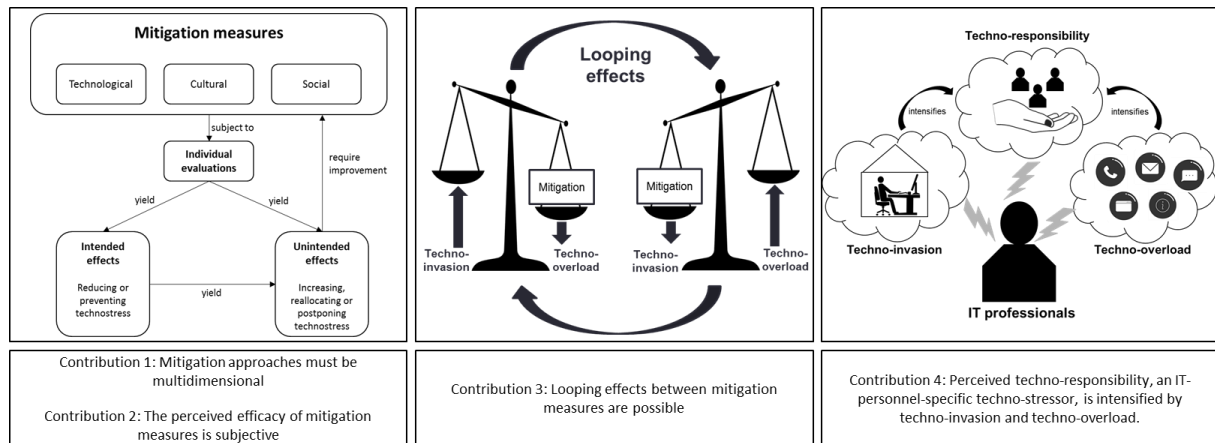 Mitigation measures
Technological
Cultural
Social
subject to
Individual
evaluations
require
improvement
yield
yield
Intended
effects
Reducing or
preventing
technostress
yield
Unintended
effects
Increasing,
reallocating or
postponing
technostress
Contribution 1: Mitigation approaches must be
multidimensional
Contribution 2: The perceived efficacy of mitigation
measures is subjective
Looping
effects
Mitigation
Mitigation
Techno-
invasion
Techno-
overload
Techno-
invasion
Techno-
overload
Contribution 3: Looping effects between mitigation
measures are possible
Techno-responsibility
intensifies
intensifies
Techno-invasion
Techno-overload
IT professionals
Contribution 4: Perceived techno-responsibility, an IT-
personnel-specific techno-stressor, is intensified by
techno-invasion and techno-overload.